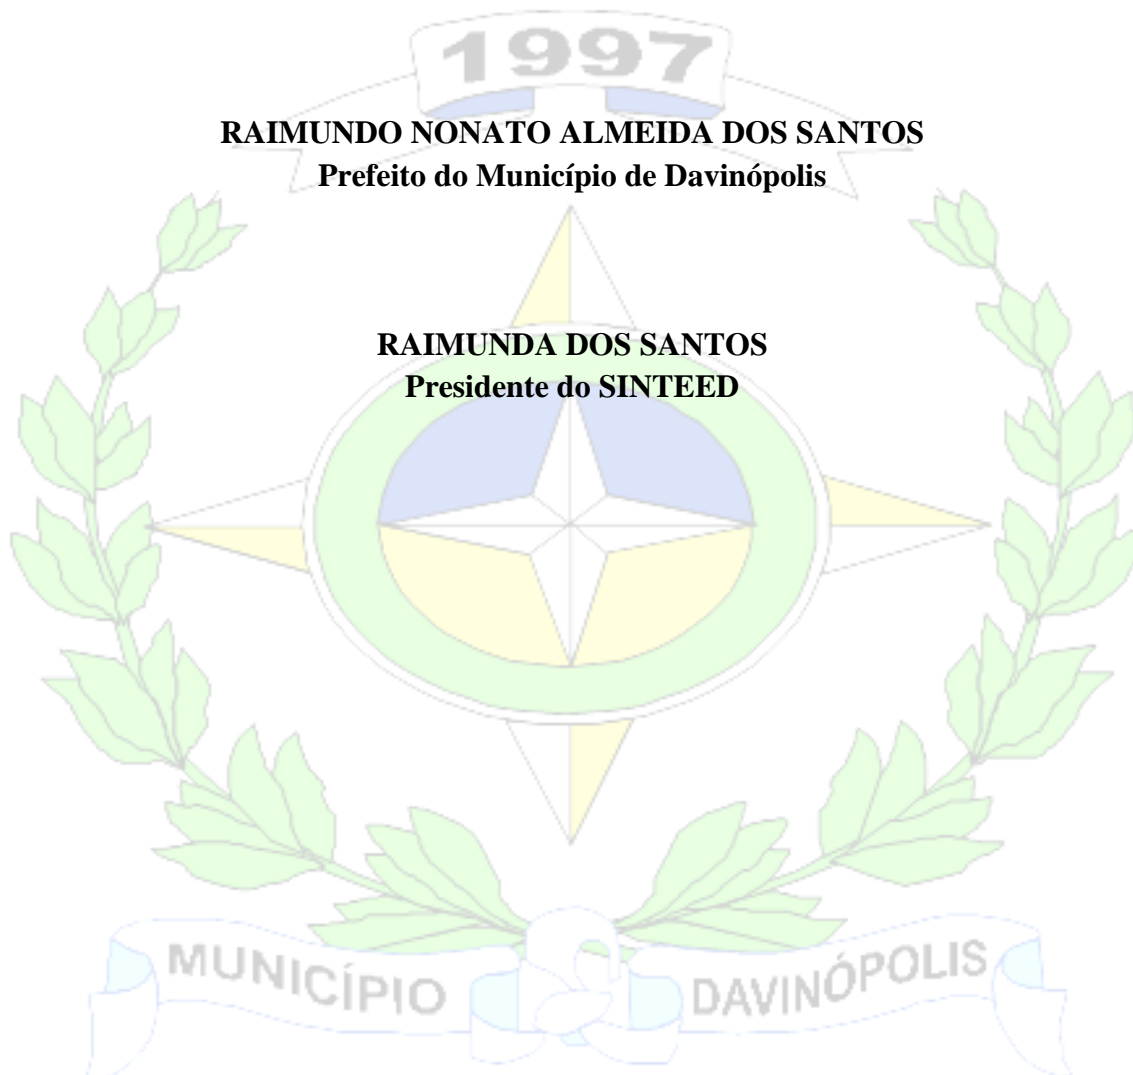 1997
RAIMUNDO NONATO ALMEIDA DOS SANTOS
Prefeito do Município de Davinópolis
RAIMUNDA DOS SANTOS
Presidente do SINTEED
MUNICÍPIO DAVINÓPOLIS